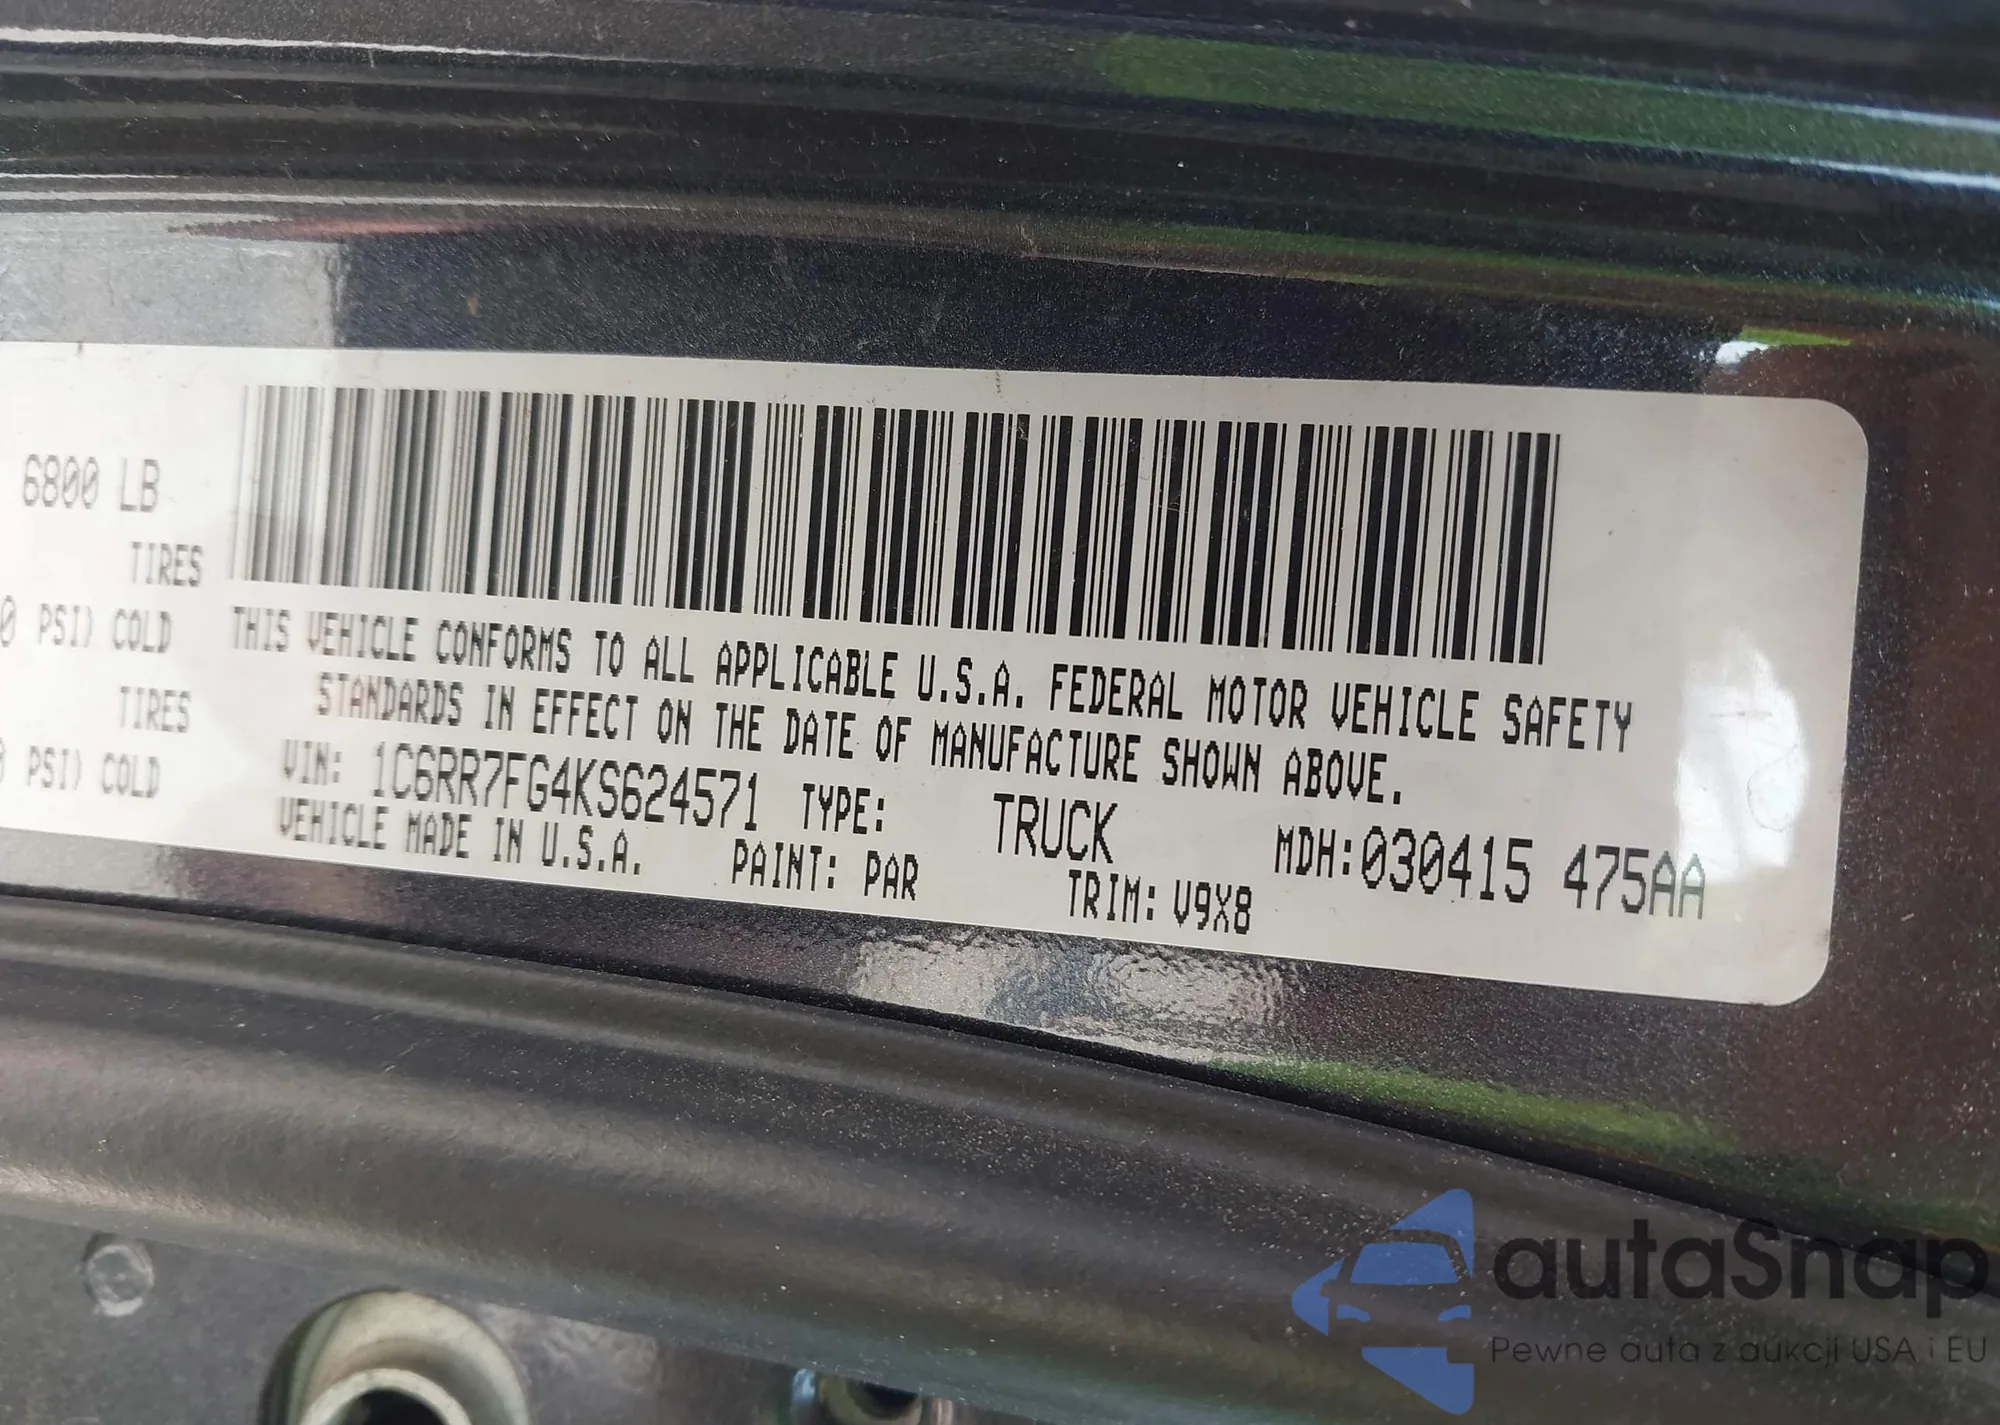 6800 LB
TIRES
0 PSI) COLD
TIRES
PSI) COLD
THIS VEHICLE CONFORMS TO ALL APPLICABLE U.S.A. FEDERAL MOTOR VEHICLE SAFETY
STANDARDS IN EFFECT ON THE DATE OF MANUFACTURE SHOWN ABOVE.
VIN: 1C6RR7FG4KS624571 TYPE: TRUCK MDH:030415 475AA
VEHICLE MADE IN U.S.A. PAINT: PAR TRIM: V9X8
autaSnap
Pewne auta z aukcji USA i EU